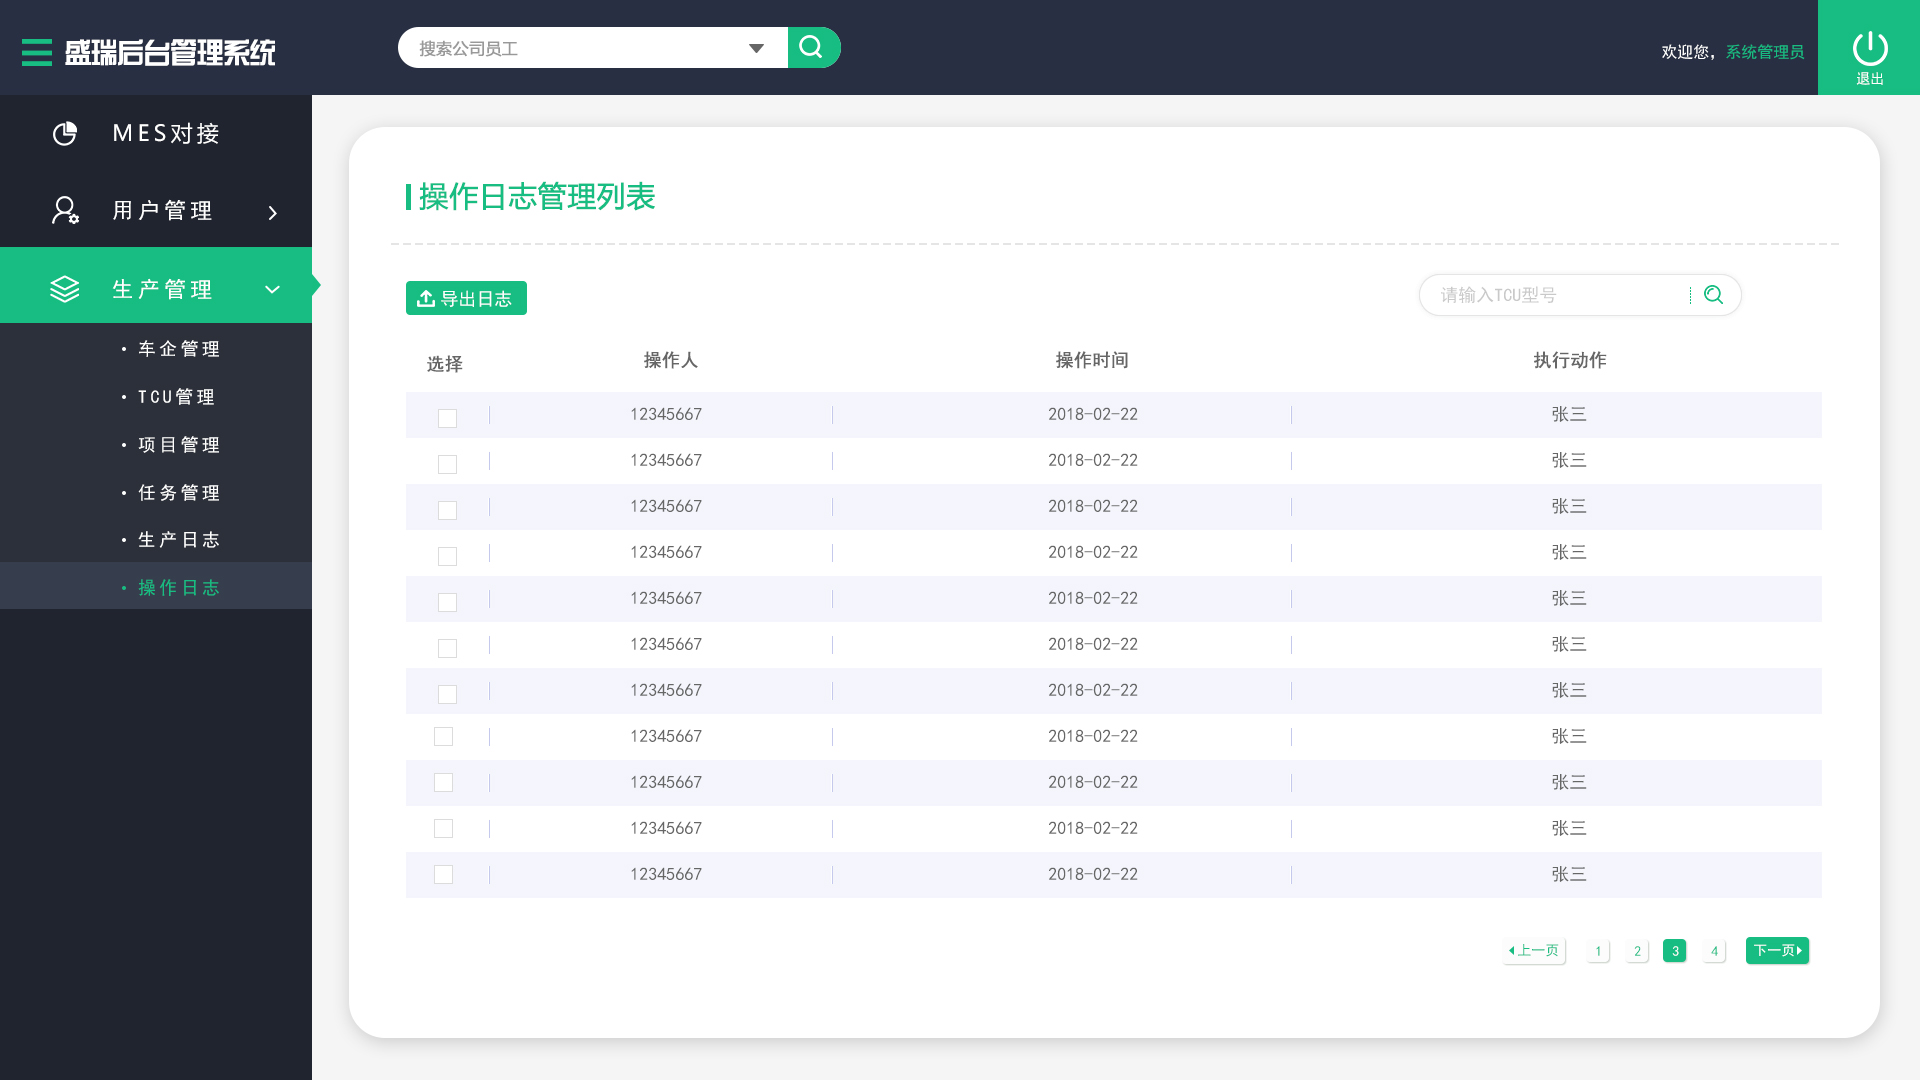 盛瑞后台管理系统
搜索公司员工
欢迎您，系统管理员
退出
MES对接
用户管理
生产管理
· 车企管理
· TCU管理
· 项目管理
· 任务管理
· 生产日志
· 操作日志
操作日志管理列表
导出日志
请输入TCU型号
选择 操作人 操作时间 执行动作
12345667 2018-02-22 张三
12345667 2018-02-22 张三
12345667 2018-02-22 张三
12345667 2018-02-22 张三
12345667 2018-02-22 张三
12345667 2018-02-22 张三
12345667 2018-02-22 张三
12345667 2018-02-22 张三
12345667 2018-02-22 张三
12345667 2018-02-22 张三
12345667 2018-02-22 张三
上一页 1 2 3 4 下一页